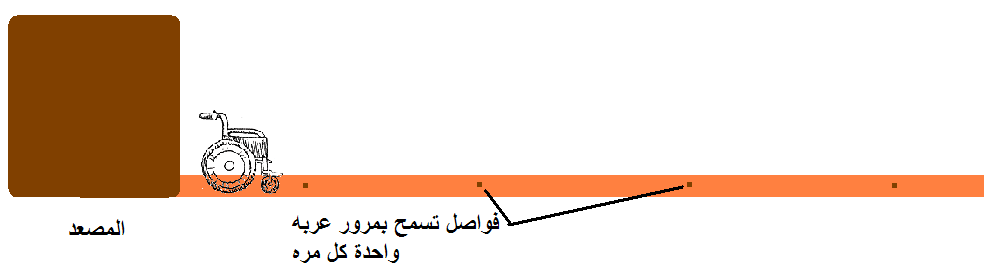 المصعد
فواصل تسمح بمرور عربه
واحدة كل مره